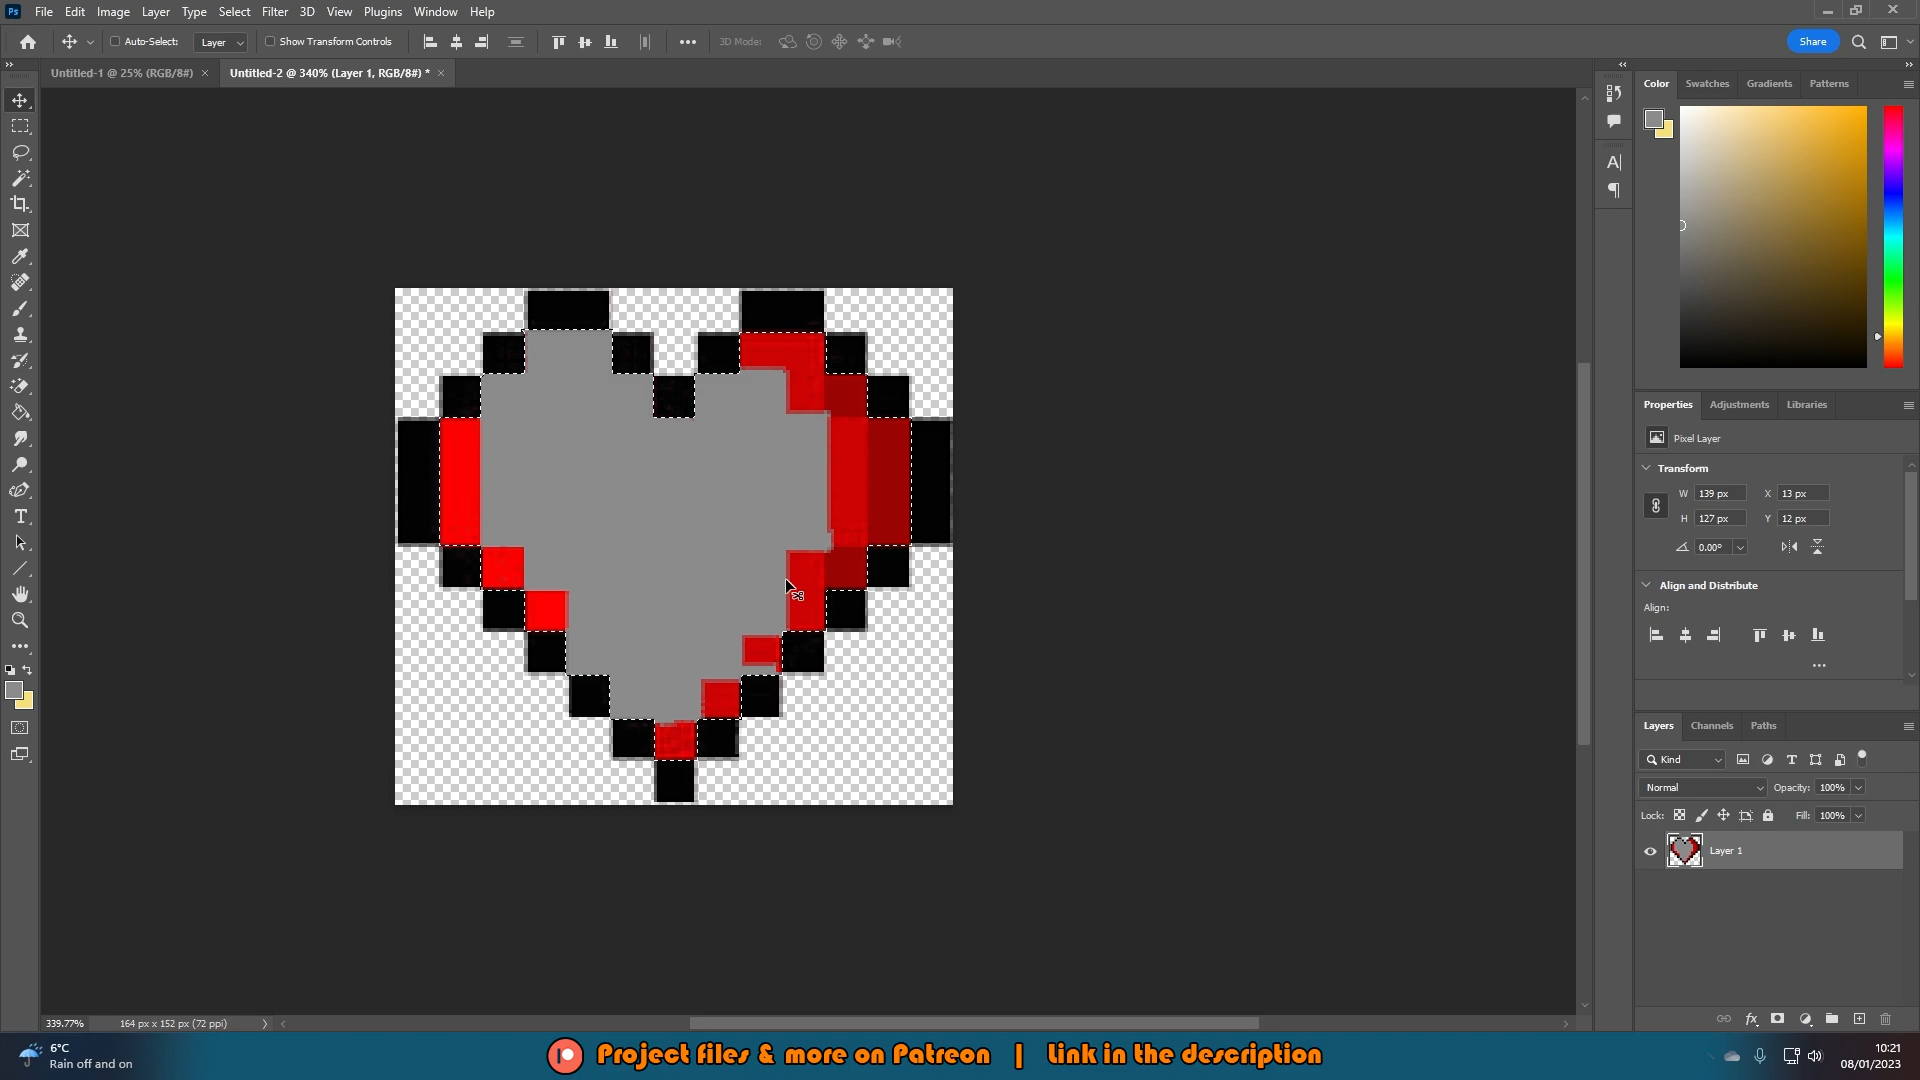 Ps File Edit Image Layer Type Select Filter 3D View Plugins Window Help
Auto-Select: Layer Show Transform Controls 3D Mode: Share
Untitled-1 @ 25% (RGB/8#) × Untitled-2 @ 340% (Layer 1, RGB/8#) * ×
Color Swatches Gradients Patterns
Properties Adjustments Libraries
Pixel Layer
Transform
W 139 px X 13 px
H 127 px Y 12 px
0.00°
Align and Distribute
Align:
Layers Channels Paths
Kind
Normal Opacity: 100%
Lock: Fill: 100%
Layer 1
339.77% 164 px x 152 px (72 ppi)
6°C
Rain off and on
Project files & more on Patreon | Link in the description
10:21
08/01/2023